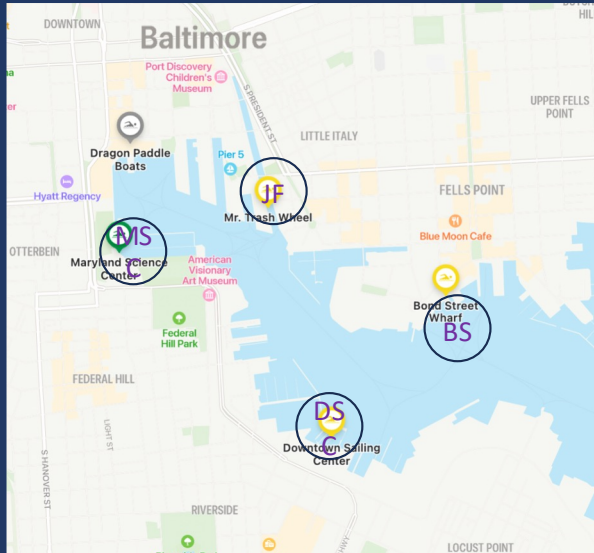 DOWNTOWN
HIL
Baltimore
Port Discovery
Children's
Museum
S PRESIDENT ST
UPPER FELLS
POINT
LITTLE ITALY
Dragon Paddle
Boats
Pier 5
Hyatt Regency
JF
Mr. Trash Wheel
FELLS POINT
Blue Moon Cafe
MS
C
OTTERBEIN
Maryland Science
Center
American
Visionary
Art Museum
Bond Street
Wharf
BS
Federal
Hill Park
FEDERAL HILL
LIGHT ST
DS
C
Downtown Sailing
Center
S HANOVER ST
RIVERSIDE
HWY
LOCUST POINT